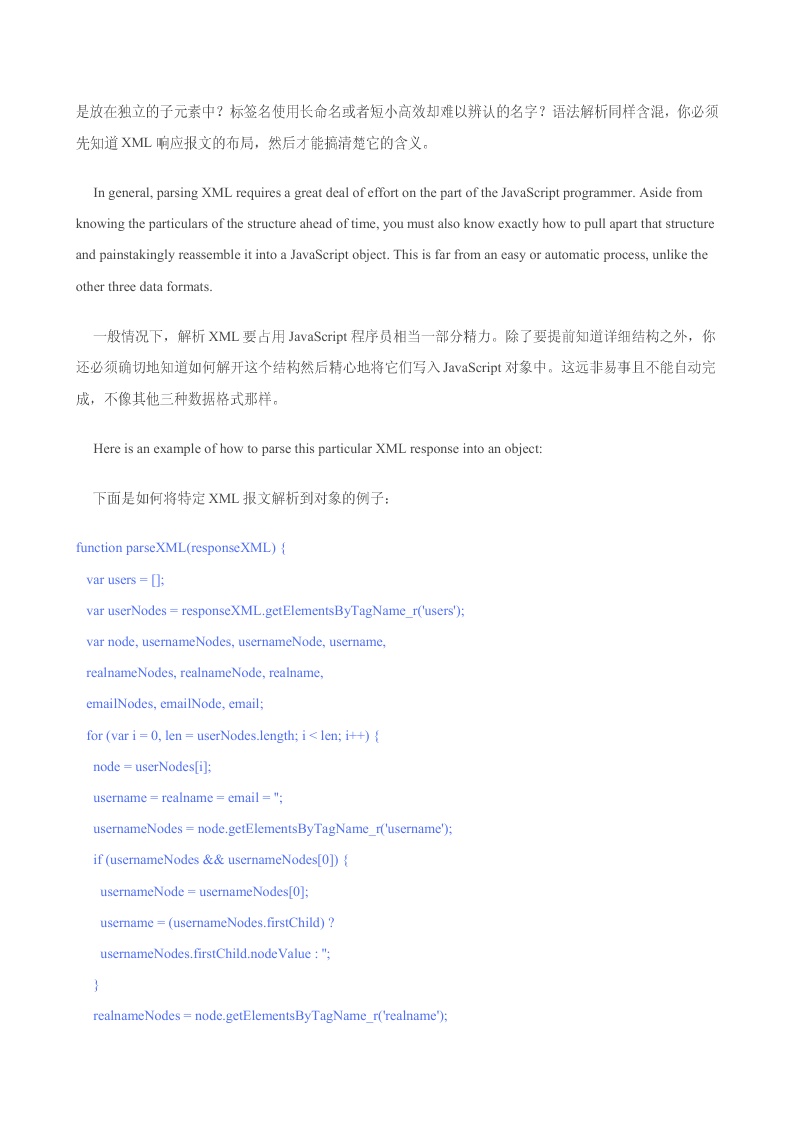 是放在独立的子元素中？标签名使用长命名或者短小高效却难以辨认的名字？语法解析同样含混，你必须
先知道 XML 响应报文的布局，然后才能搞清楚它的含义。
In general, parsing XML requires a great deal of effort on the part of the JavaScript programmer. Aside from
knowing the particulars of the structure ahead of time, you must also know exactly how to pull apart that structure
and painstakingly reassemble it into a JavaScript object. This is far from an easy or automatic process, unlike the
other three data formats.
一般情况下，解析 XML 要占用 JavaScript 程序员相当一部分精力。除了要提前知道详细结构之外，你
还必须确切地知道如何解开这个结构然后精心地将它们写入 JavaScript 对象中。这远非易事且不能自动完
成，不像其他三种数据格式那样。
Here is an example of how to parse this particular XML response into an object:
下面是如何将特定 XML 报文解析到对象的例子：
function parseXML(responseXML) {
var users = [];
var userNodes = responseXML.getElementsByTagName_r('users');
var node, usernameNodes, usernameNode, username,
realnameNodes, realnameNode, realname,
emailNodes, emailNode, email;
for (var i = 0, len = userNodes.length; i < len; i++) {
node = userNodes[i];
username = realname = email = '';
usernameNodes = node.getElementsByTagName_r('username');
if (usernameNodes && usernameNodes[0]) {
usernameNode = usernameNodes[0];
username = (usernameNodes.firstChild) ?
usernameNodes.firstChild.nodeValue : '';
}
realnameNodes = node.getElementsByTagName_r('realname');